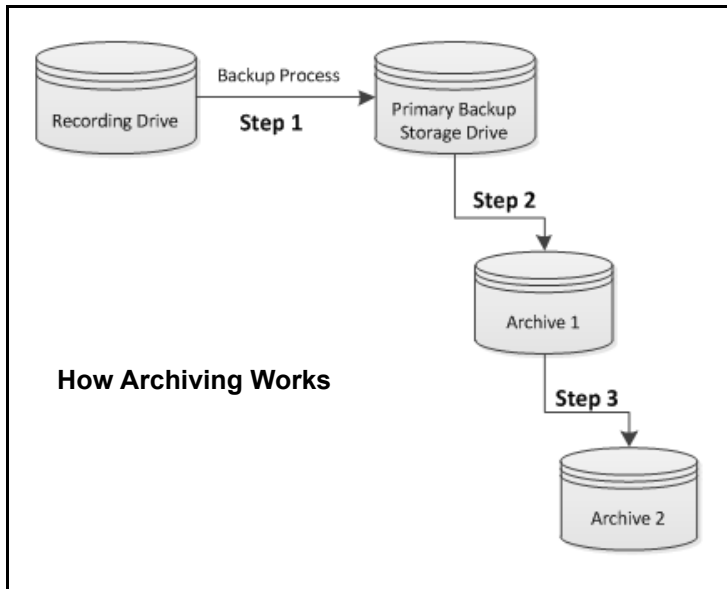 Backup Process
Recording Drive
Step 1
Primary Backup
Storage Drive
Step 2
Archive 1
How Archiving Works
Step 3
Archive 2